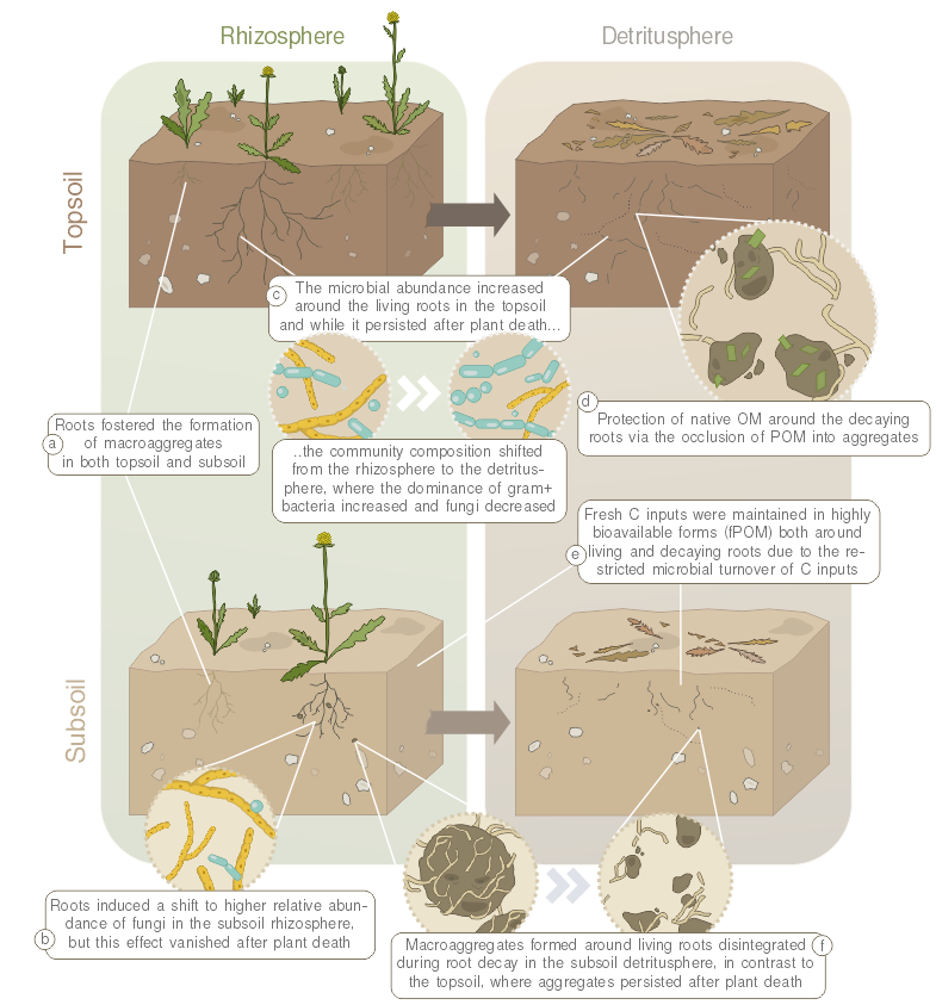 Rhizosphere
Detritusphere
Topsoil
c
The microbial abundance increased
around the living roots in the topsoil
and while it persisted after plant death...
d
Protection of native OM around the decaying
roots via the occlusion of POM into aggregates
a
Roots fostered the formation
of macroaggregates
in both topsoil and subsoil
..the community composition shifted
from the rhizosphere to the detritus-
phere, where the dominance of gram+
bacteria increased and fungi decreased
e
Fresh C inputs were maintained in highly
bioavailable forms (fPOM) both around
living and decaying roots due to the re-
stricted microbial turnover of C inputs
Subsoil
b
Roots induced a shift to higher relative abun-
dance of fungi in the subsoil rhizosphere,
but this effect vanished after plant death
f
Macroaggregates formed around living roots disintegrated
during root decay in the subsoil detritusphere, in contrast to
the topsoil, where aggregates persisted after plant death